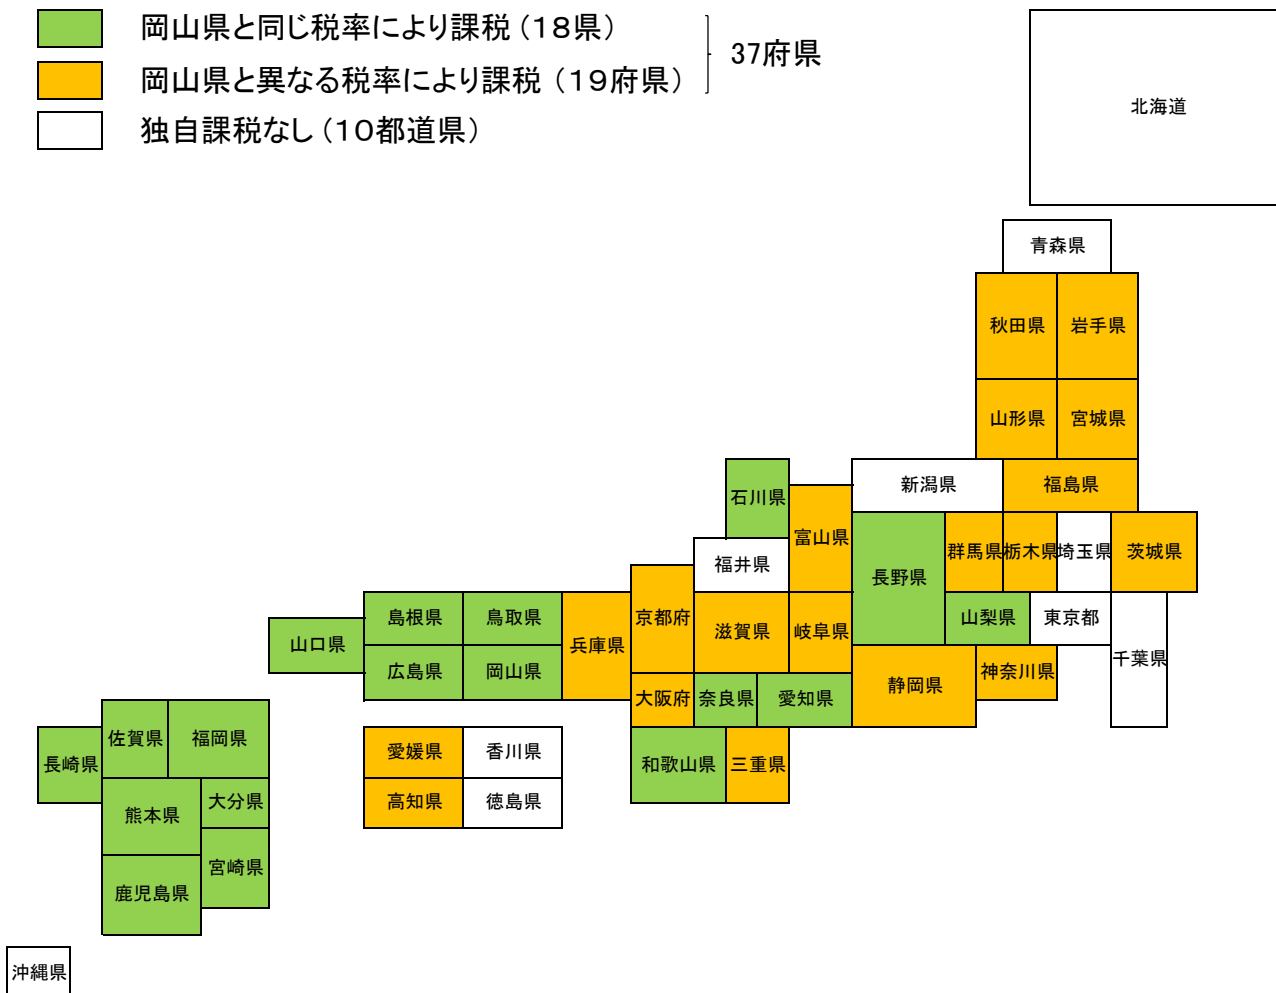 岡山県と同じ税率により課税（１８県）
岡山県と異なる税率により課税（１９府県）
37府県
独自課税なし（１０都道県）
北海道
青森県
秋田県 岩手県
山形県 宮城県
石川県 新潟県 福島県
富山県
福井県 長野県 群馬県 栃木県 埼玉県 茨城県
山口県 島根県 鳥取県 兵庫県 京都府 滋賀県 岐阜県 山梨県 東京都 千葉県
広島県 岡山県 大阪府 奈良県 愛知県 静岡県 神奈川県
長崎県 佐賀県 福岡県 愛媛県 香川県 和歌山県 三重県
熊本県 大分県 高知県 徳島県
鹿児島県 宮崎県
沖縄県